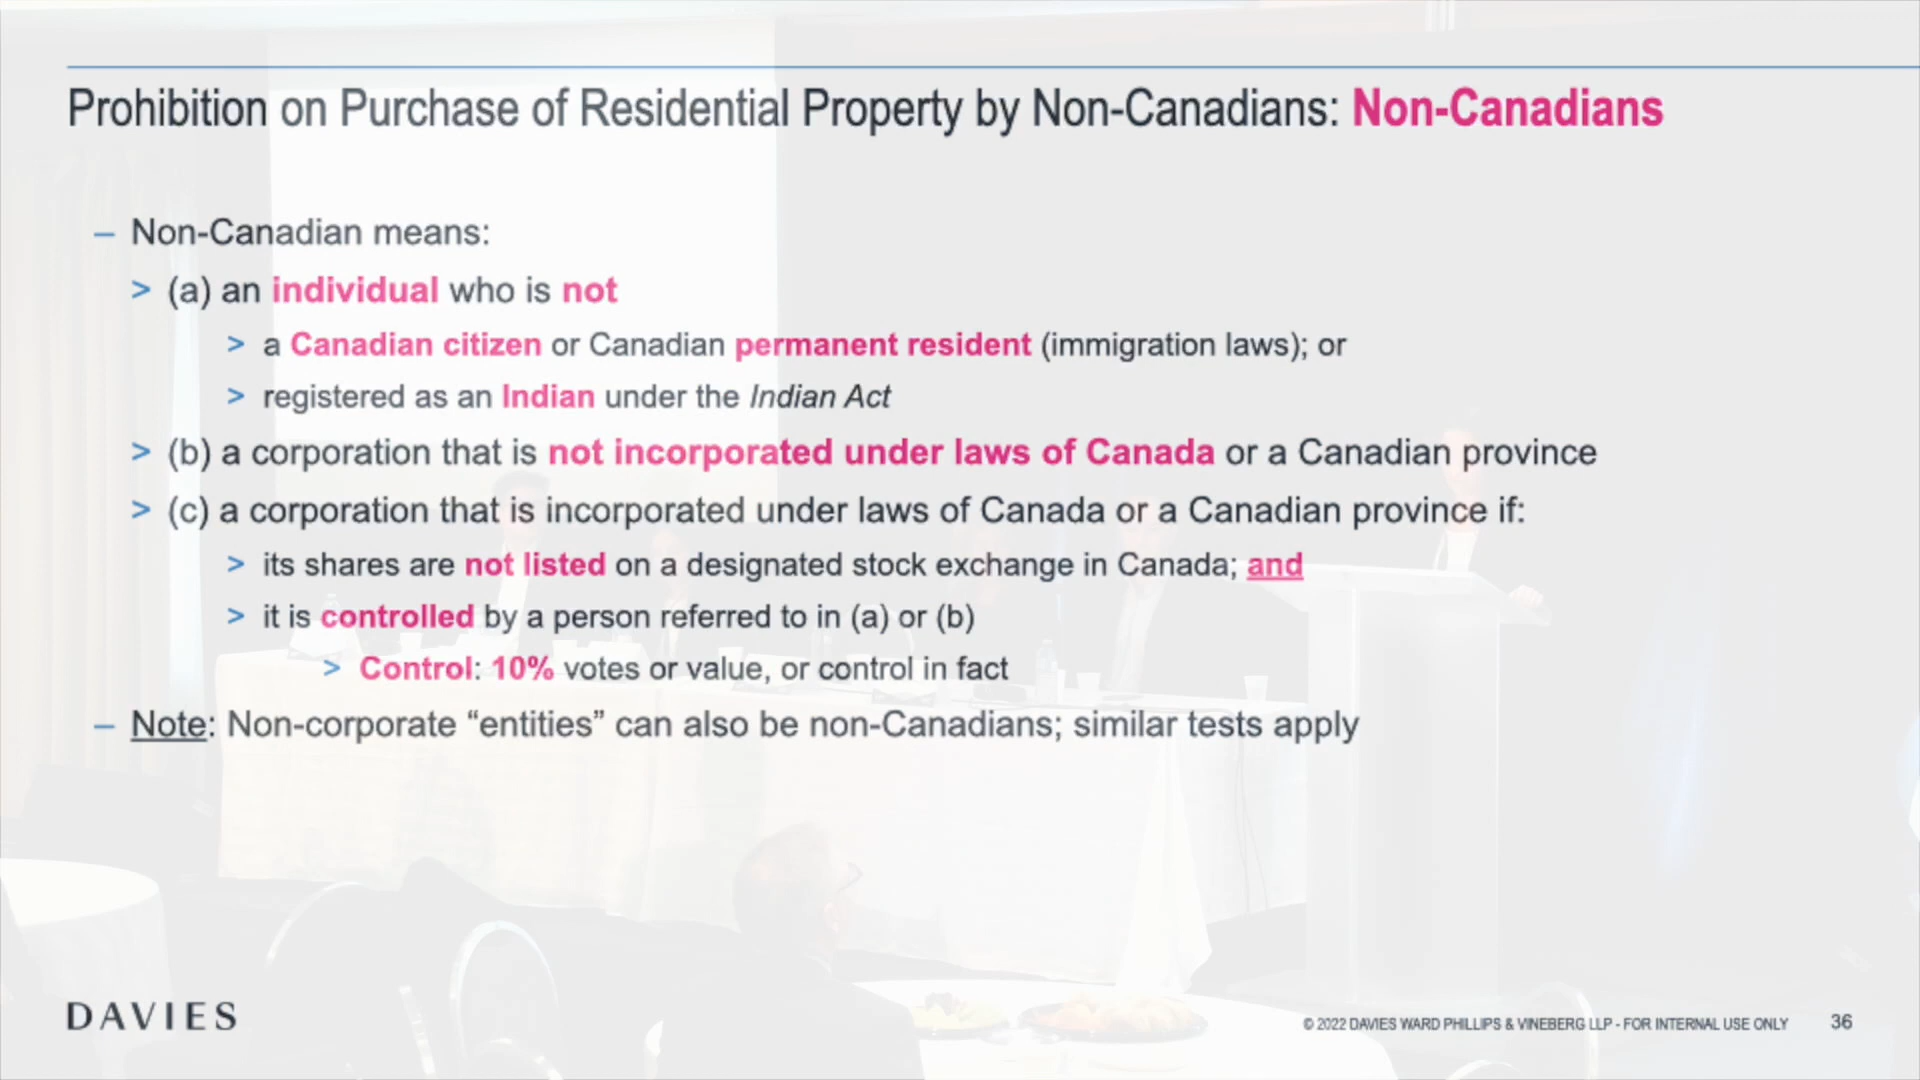 Prohibition on Purchase of Residential Property by Non-Canadians: Non-Canadians
– Non-Canadian means:
> (a) an individual who is not
> a Canadian citizen or Canadian permanent resident (immigration laws); or
> registered as an Indian under the Indian Act
> (b) a corporation that is not incorporated under laws of Canada or a Canadian province
> (c) a corporation that is incorporated under laws of Canada or a Canadian province if:
> its shares are not listed on a designated stock exchange in Canada; and
> it is controlled by a person referred to in (a) or (b)
> Control: 10% votes or value, or control in fact
– Note: Non-corporate “entities” can also be non-Canadians; similar tests apply
DAVIES
© 2022 DAVIES WARD PHILLIPS & VINEBERG LLP - FOR INTERNAL USE ONLY 36